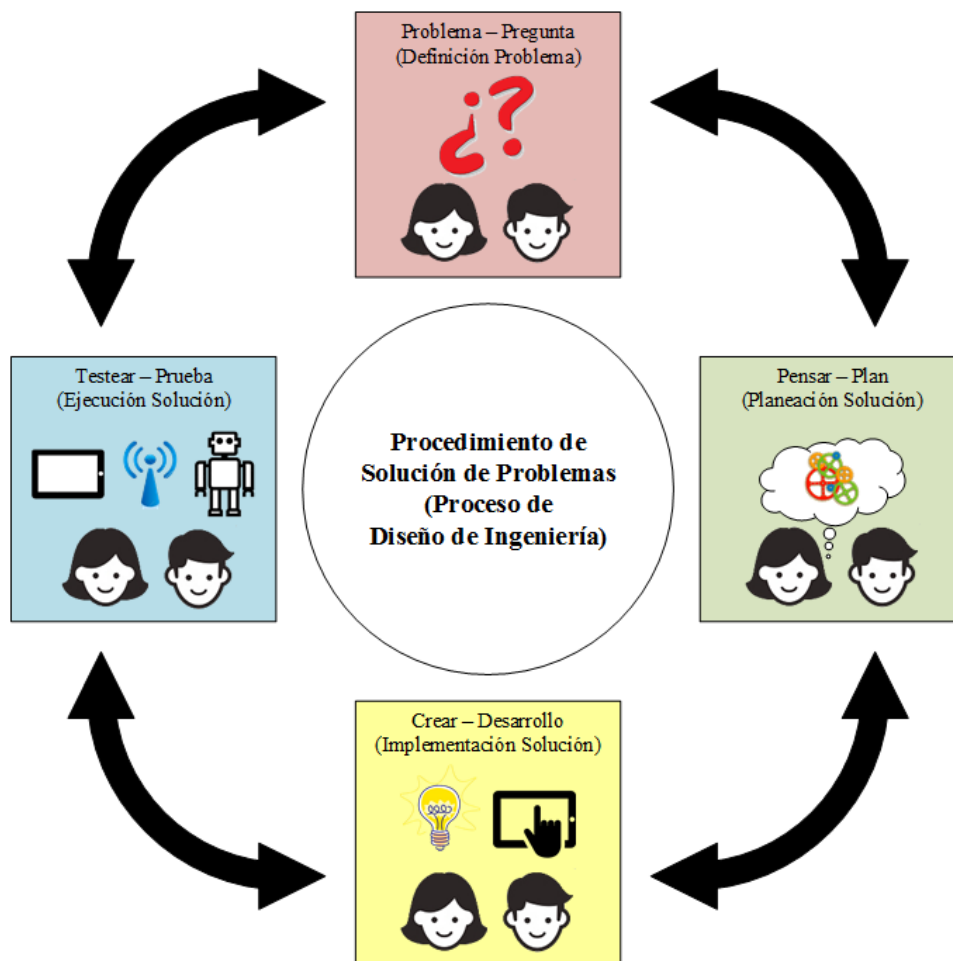 Problema – Pregunta
(Definición Problema)
¿?
Testear – Prueba
(Ejecución Solución)
Procedimiento de
Solución de Problemas
(Proceso de
Diseño de Ingeniería)
Pensar – Plan
(Planeación Solución)
Crear – Desarrollo
(Implementación Solución)